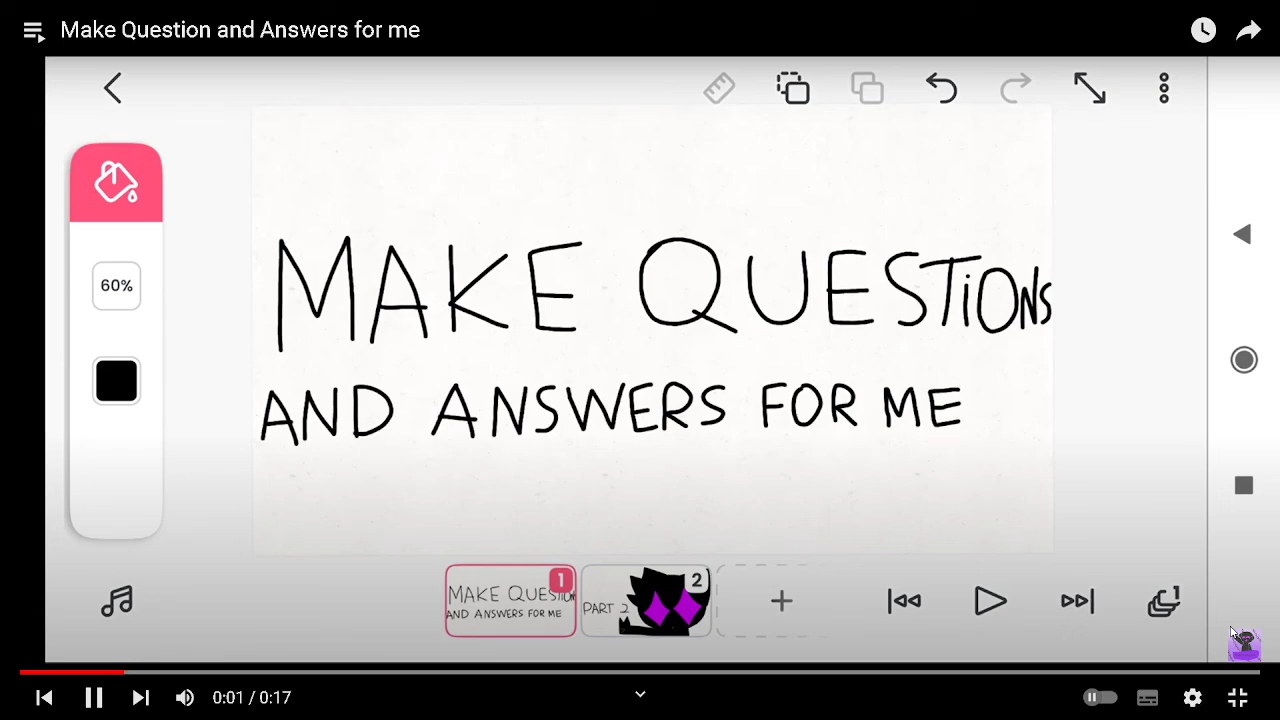 Make Question and Answers for me
60%
MAKE QUESTiONS
AND ANSWERS FOR ME
MAKE QUESTiON
1
AND ANSWERS FOR ME
PART 2
2
1
0:01 / 0:17